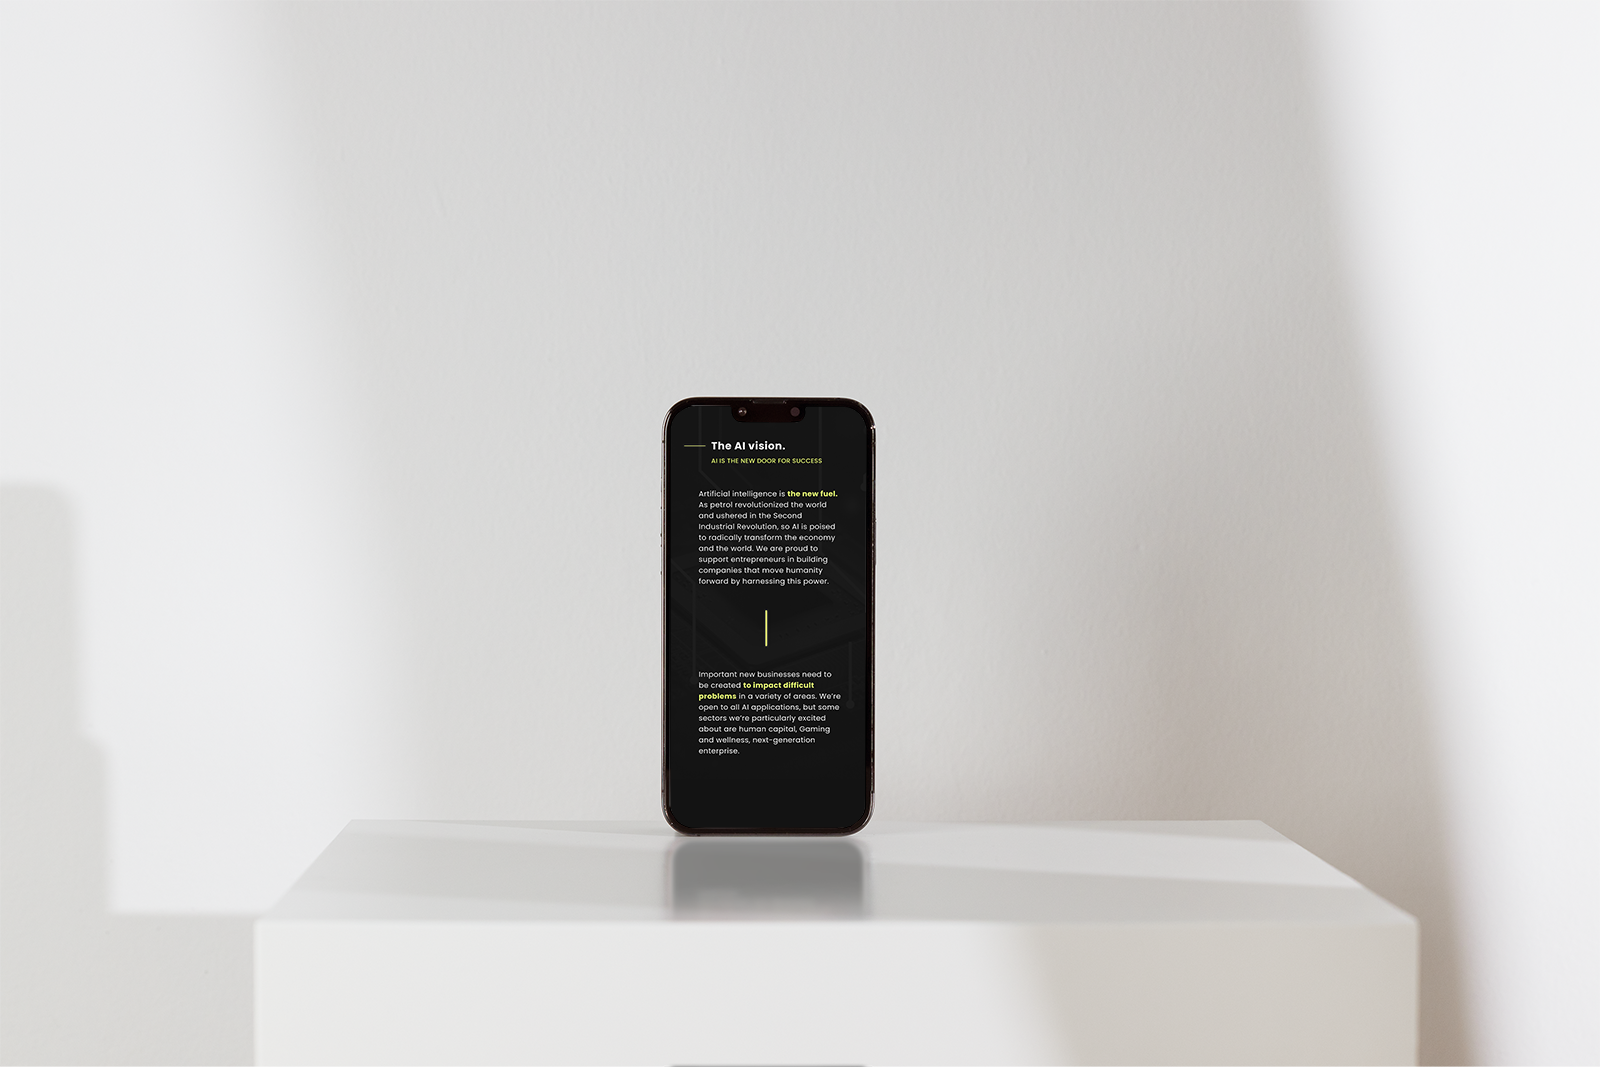 The AI vision.
AI IS THE NEW DOOR FOR SUCCESS
Artificial intelligence is the new fuel.
As petrol revolutionized the world
and ushered in the Second
Industrial Revolution, so AI is poised
to radically transform the economy
and the world. We are proud to
support entrepreneurs in building
companies that move humanity
forward by harnessing this power.
Important new businesses need to
be created to impact difficult
problems in a variety of areas. We're
open to all AI applications, but some
sectors we're particularly excited
about are human capital, Gaming
and wellness, next-generation
enterprise.